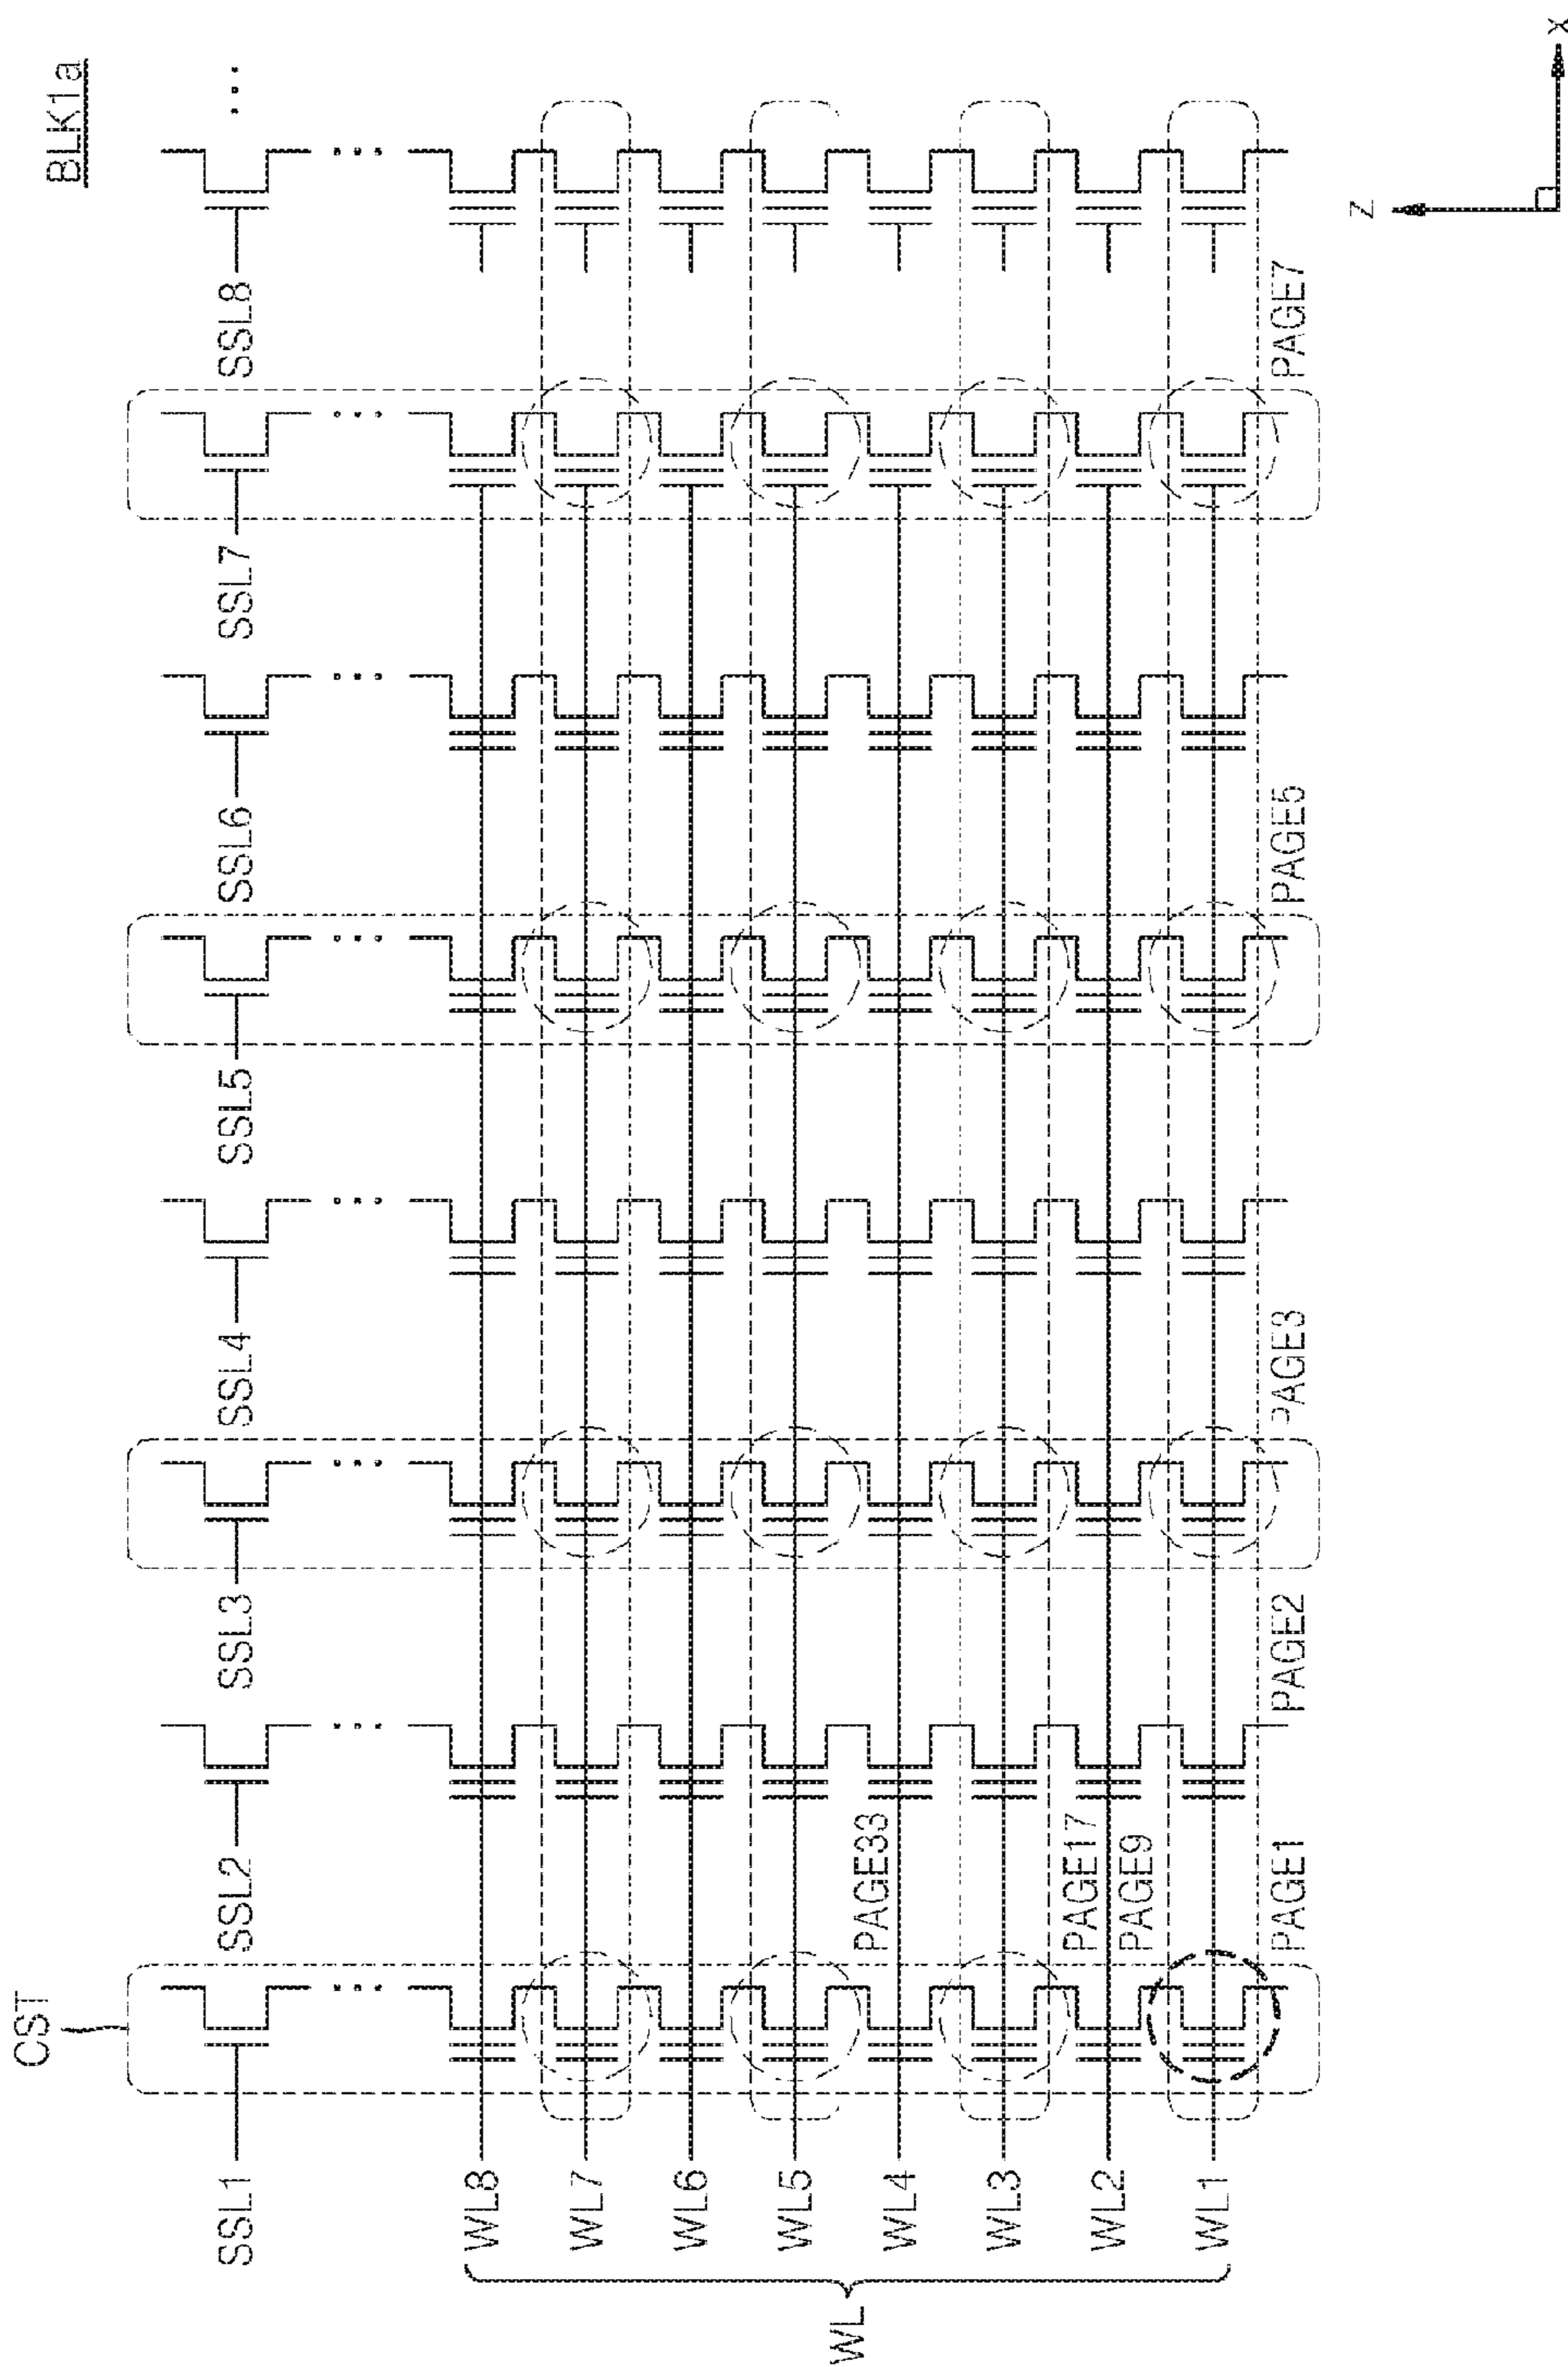 BLK1a
CST
SSL1
SSL2
SSL3
SSL4
SSL5
SSL6
SSL7
SSL8
...
WL
WL8
WL7
WL6
WL5
WL4
WL3
WL2
WL1
PAGE33
PAGE17
PAGE9
PAGE1
PAGE2
PAGE3
PAGE5
PAGE7
Z
X